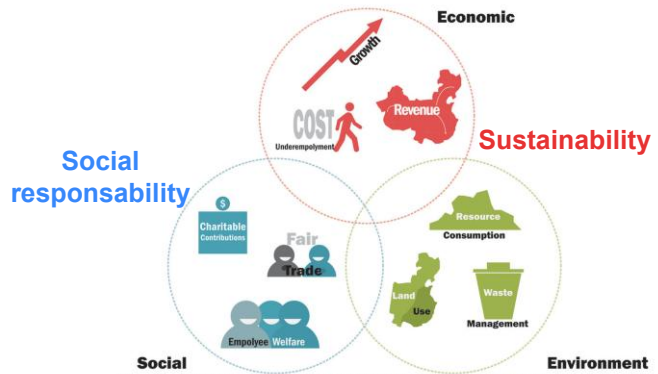 Economic
Growth
COST
Underempolyment
Revenue
Sustainability
Social
responsability
$
Charitable
Contributions
Fair
Trade
Empolyee Welfare
Resource
Consumption
Land
Use
Waste
Management
Social
Environment